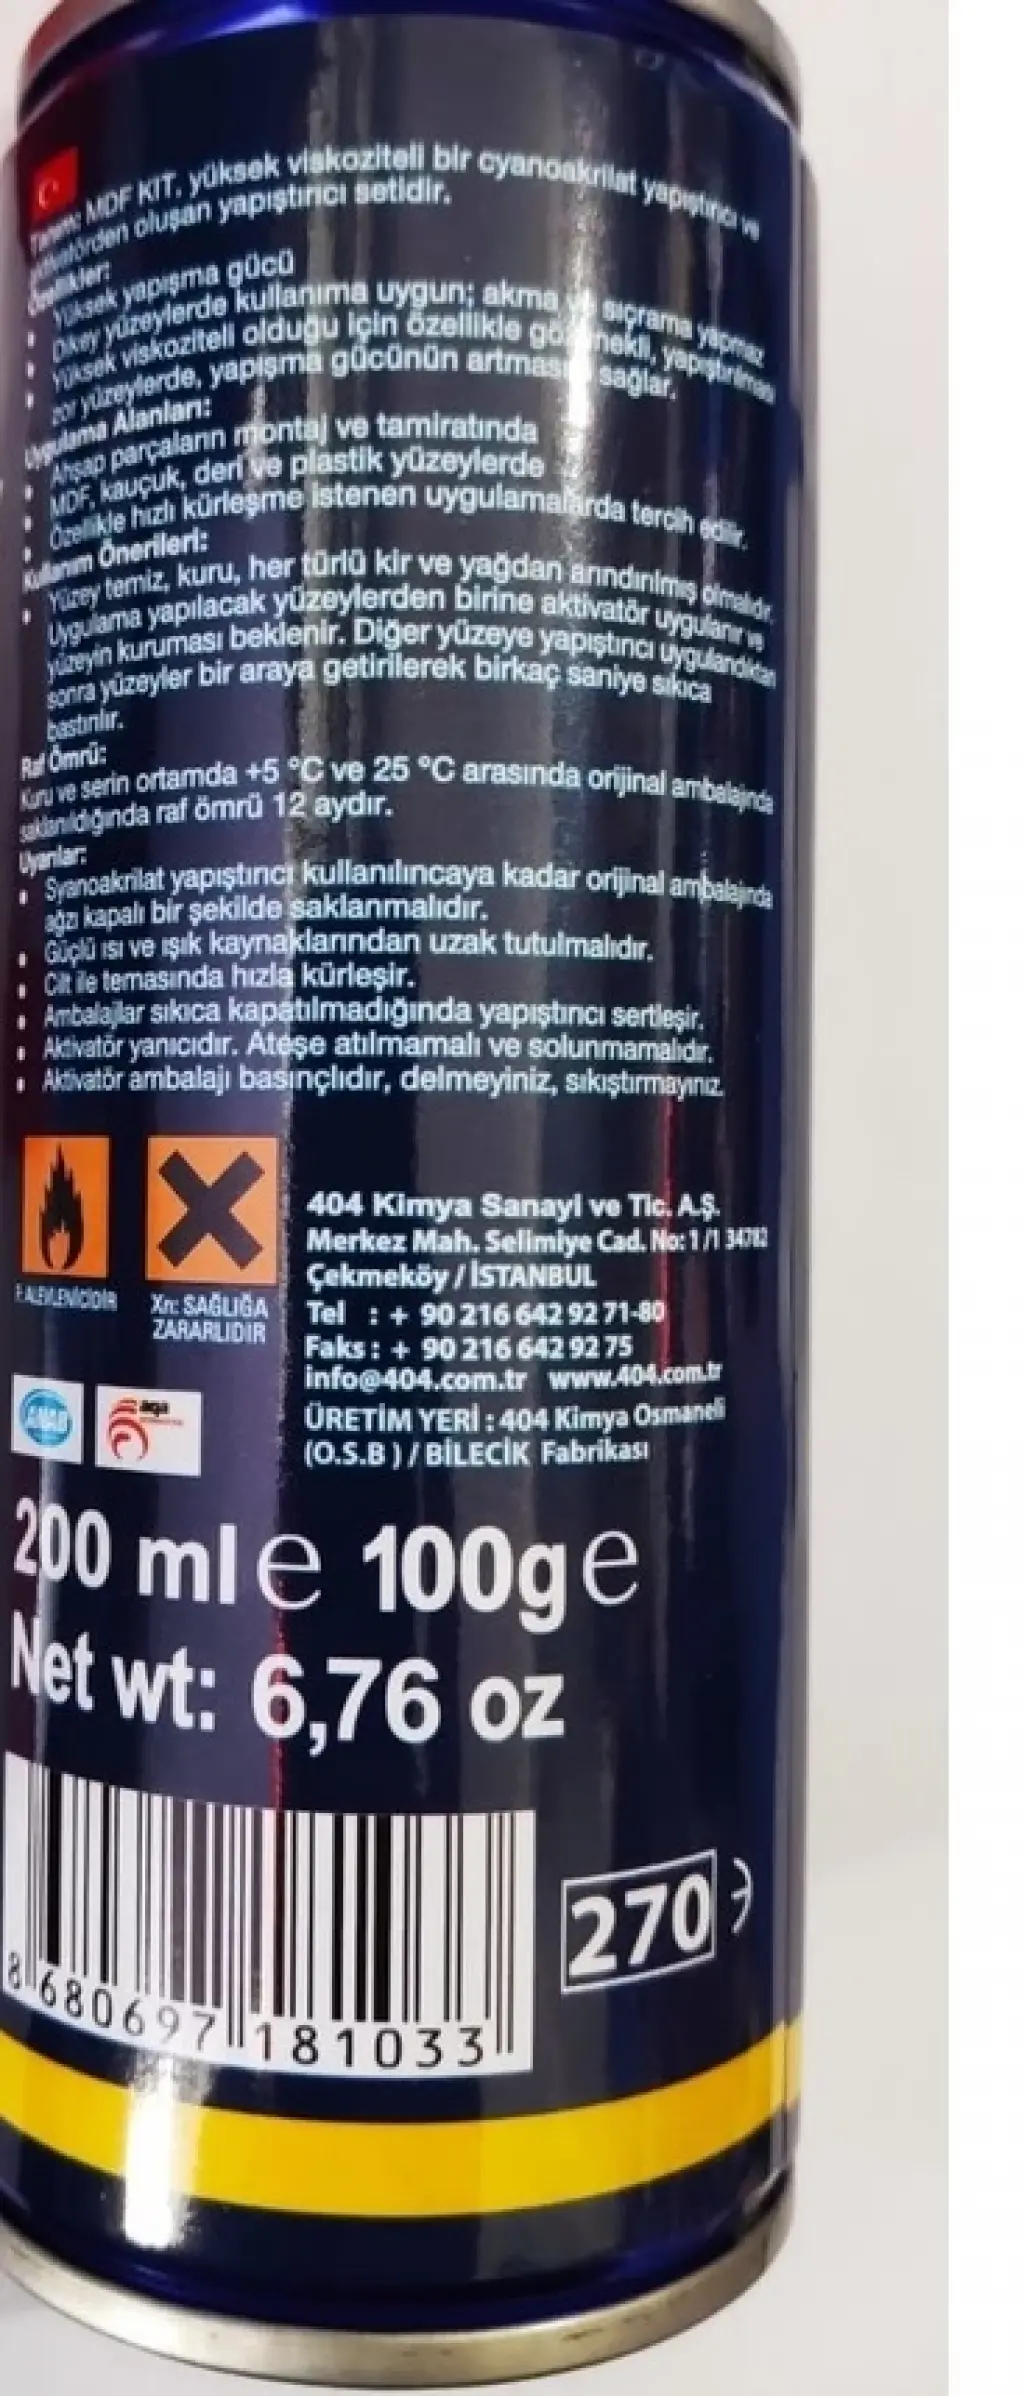 Tanım: MDF KIT, yüksek viskoziteli bir cyanoakrilat yapıştırıcı ve
aktivatörden oluşan yapıştırıcı setidir.
Özellikler:
• Yüksek yapışma gücü
• Dikey yüzeylerde kullanıma uygun; akma ve sıçrama yapmaz
• Yüksek viskoziteli olduğu için özellikle gözenekli, yapıştırılması
zor yüzeylerde, yapışma gücünün artmasını sağlar.
Uygulama Alanları:
• Ahşap parçaların montaj ve tamiratında
• MDF, kauçuk, deri ve plastik yüzeylerde
• Özellikle hızlı kürleşme istenen uygulamalarda tercih edilir.
Kullanım Önerileri:
• Yüzey temiz, kuru, her türlü kir ve yağdan arındırılmış olmalıdır.
Uygulama yapılacak yüzeylerden birine aktivatör uygulanır ve
yüzeyin kuruması beklenir. Diğer yüzeye yapıştırıcı uygulandıktan
sonra yüzeyler bir araya getirilerek birkaç saniye sıkıca
bastırılır.
Raf Ömrü:
Kuru ve serin ortamda +5 °C ve 25 °C arasında orijinal ambalajında
saklanıldığında raf ömrü 12 aydır.
Uyarılar:
• Syanoakrilat yapıştırıcı kullanılıncaya kadar orijinal ambalajında
ağzı kapalı bir şekilde saklanmalıdır.
• Güçlü ısı ve ışık kaynaklarından uzak tutulmalıdır.
• Cilt ile temasında hızla kürleşir.
• Ambalajlar sıkıca kapatılmadığında yapıştırıcı sertleşir.
• Aktivatör yanıcıdır. Ateşe atılmamalı ve solunmamalıdır.
• Aktivatör ambalajı basınçlıdır, delmeyiniz, sıkıştırmayınız.
F: ALEVLENİCİDİR
Xn: SAĞLIĞA
ZARARLIDIR
404 Kimya Sanayi ve Tic. A.Ş.
Merkez Mah. Selimiye Cad. No: 1/1 34782
Çekmeköy / İSTANBUL
Tel : + 90 216 642 92 71-80
Faks : + 90 216 642 92 75
info@404.com.tr www.404.com.tr
ÜRETİM YERİ : 404 Kimya Osmaneli
(O.S.B ) / BİLECİK Fabrikası
aqa
200 ml e 100g e
Net wt: 6,76 oz
8 680697 181033
270